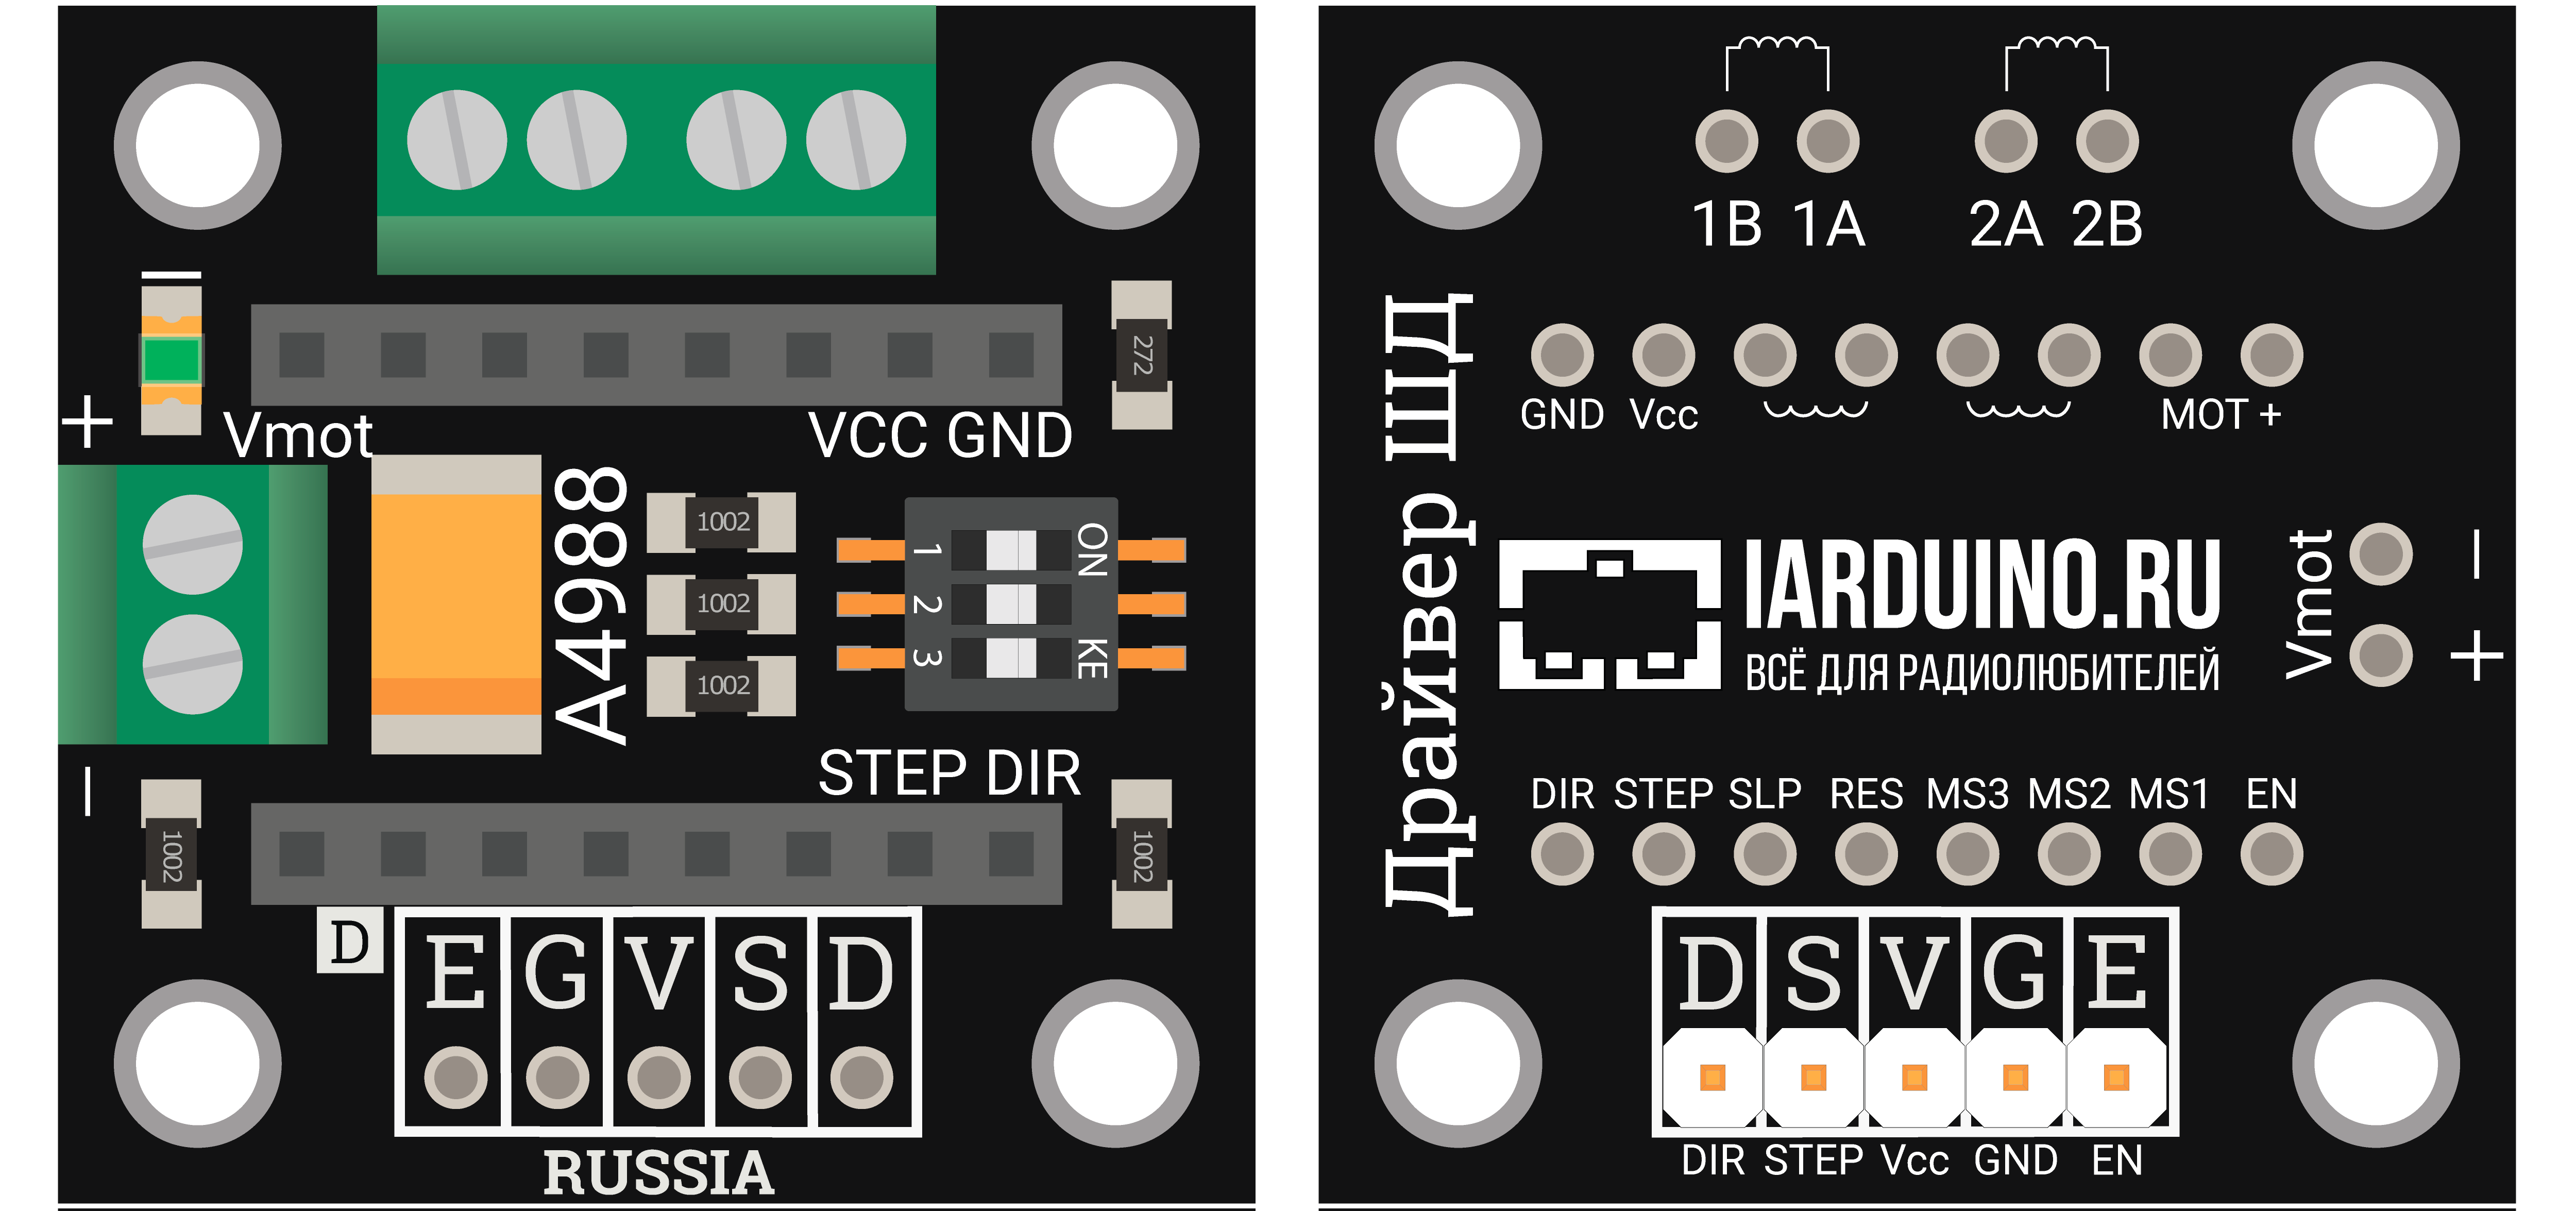 +
Vmot
VCC GND
272
A4988
1002
1002
1002
1
2
3
ON
KE
–
STEP DIR
1002
1002
D
E G V S D
RUSSIA
1B 1A 2A 2B
GND Vcc MOT +
Драйвер ШД
IARDUINO.RU
ВСЁ ДЛЯ РАДИОЛЮБИТЕЛЕЙ
Vmot
–
+
DIR STEP SLP RES MS3 MS2 MS1 EN
D S V G E
DIR STEP Vcc GND EN